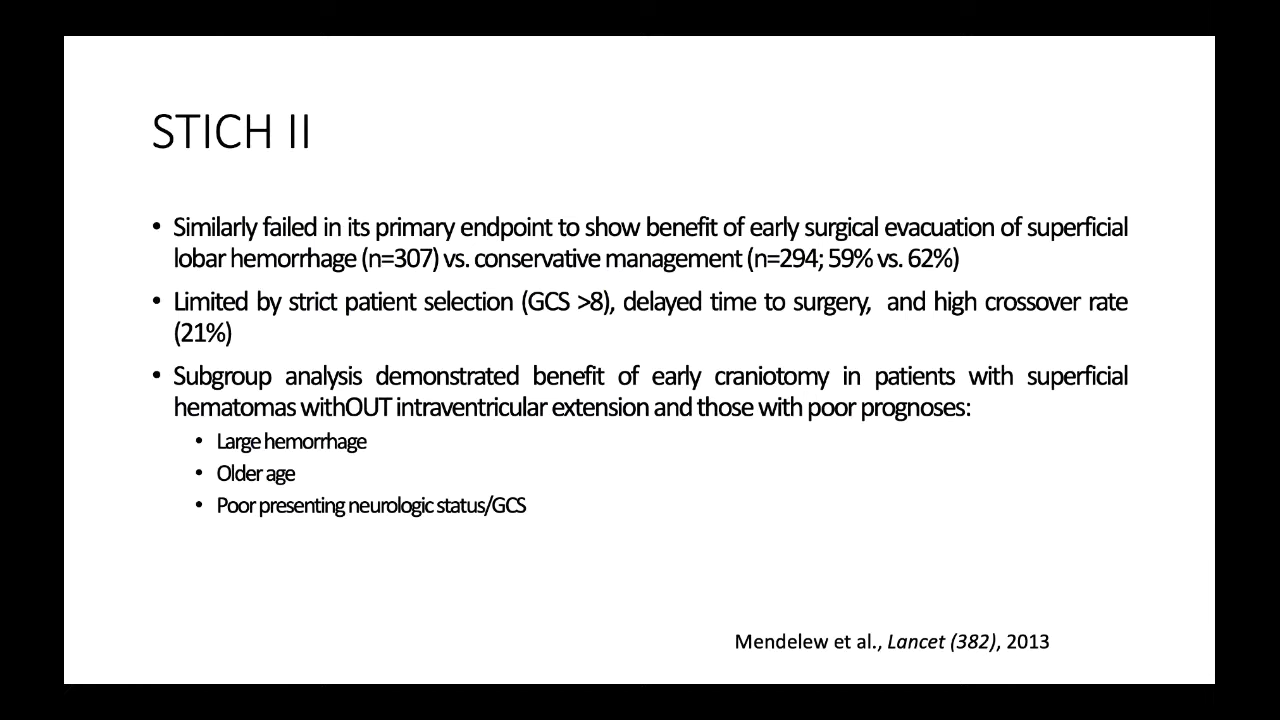 STICH II
• Similarly failed in its primary endpoint to show benefit of early surgical evacuation of superficial
lobar hemorrhage (n=307) vs. conservative management (n=294; 59% vs. 62%)
• Limited by strict patient selection (GCS >8), delayed time to surgery, and high crossover rate
(21%)
• Subgroup analysis demonstrated benefit of early craniotomy in patients with superficial
hematomas withOUT intraventricular extension and those with poor prognoses:
• Large hemorrhage
• Older age
• Poor presenting neurologic status/GCS
Mendelew et al., Lancet (382), 2013